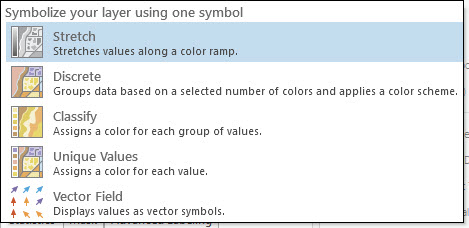 Symbolize your layer using one symbol
Stretch
Stretches values along a color ramp.
Discrete
Groups data based on a selected number of colors and applies a color scheme.
Classify
Assigns a color for each group of values.
Unique Values
Assigns a color for each value.
Vector Field
Displays values as vector symbols.